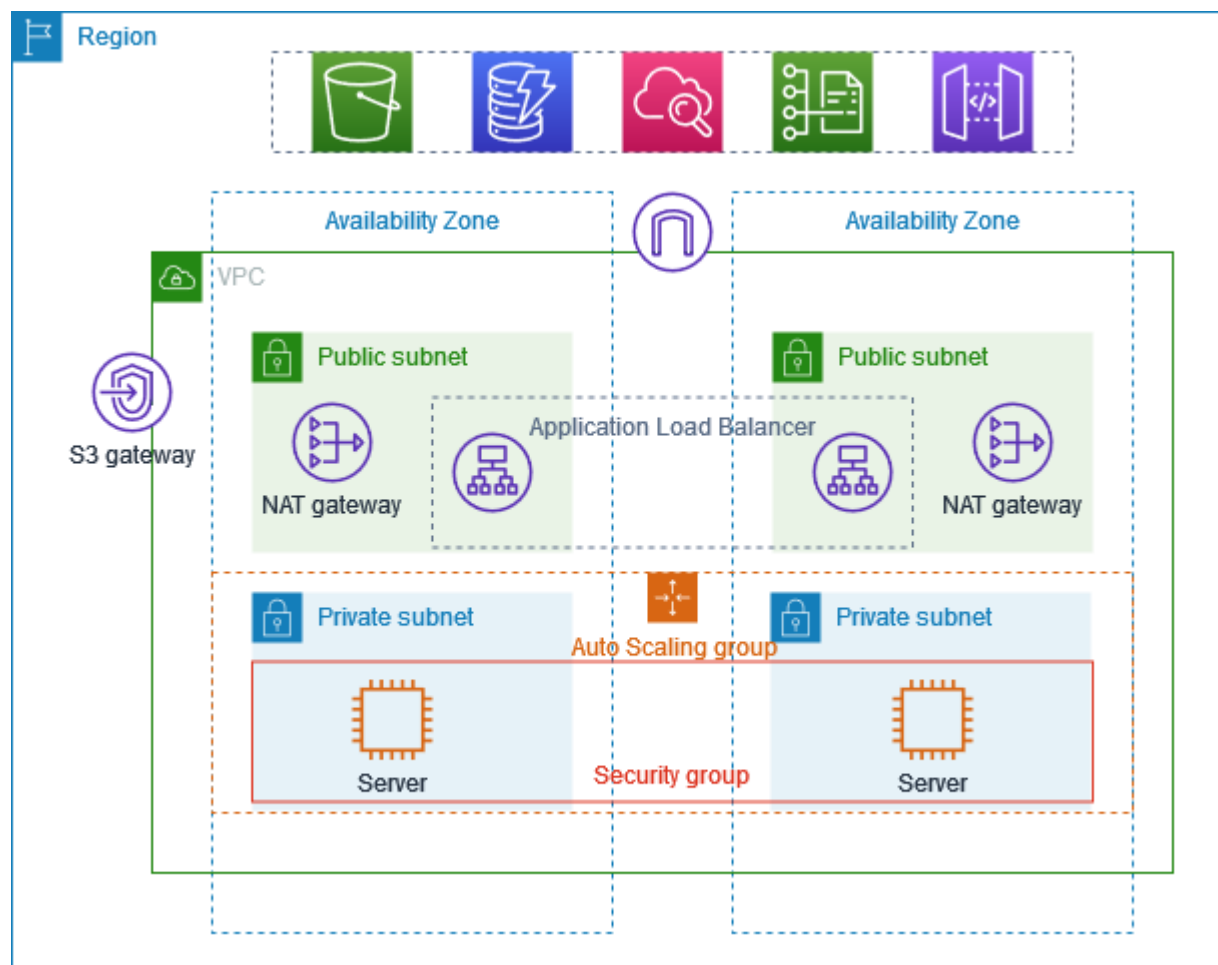 Region
Availability Zone
Availability Zone
VPC
Public subnet
Public subnet
Application Load Balancer
S3 gateway
NAT gateway
NAT gateway
Private subnet
Private subnet
Auto Scaling group
Security group
Server
Server